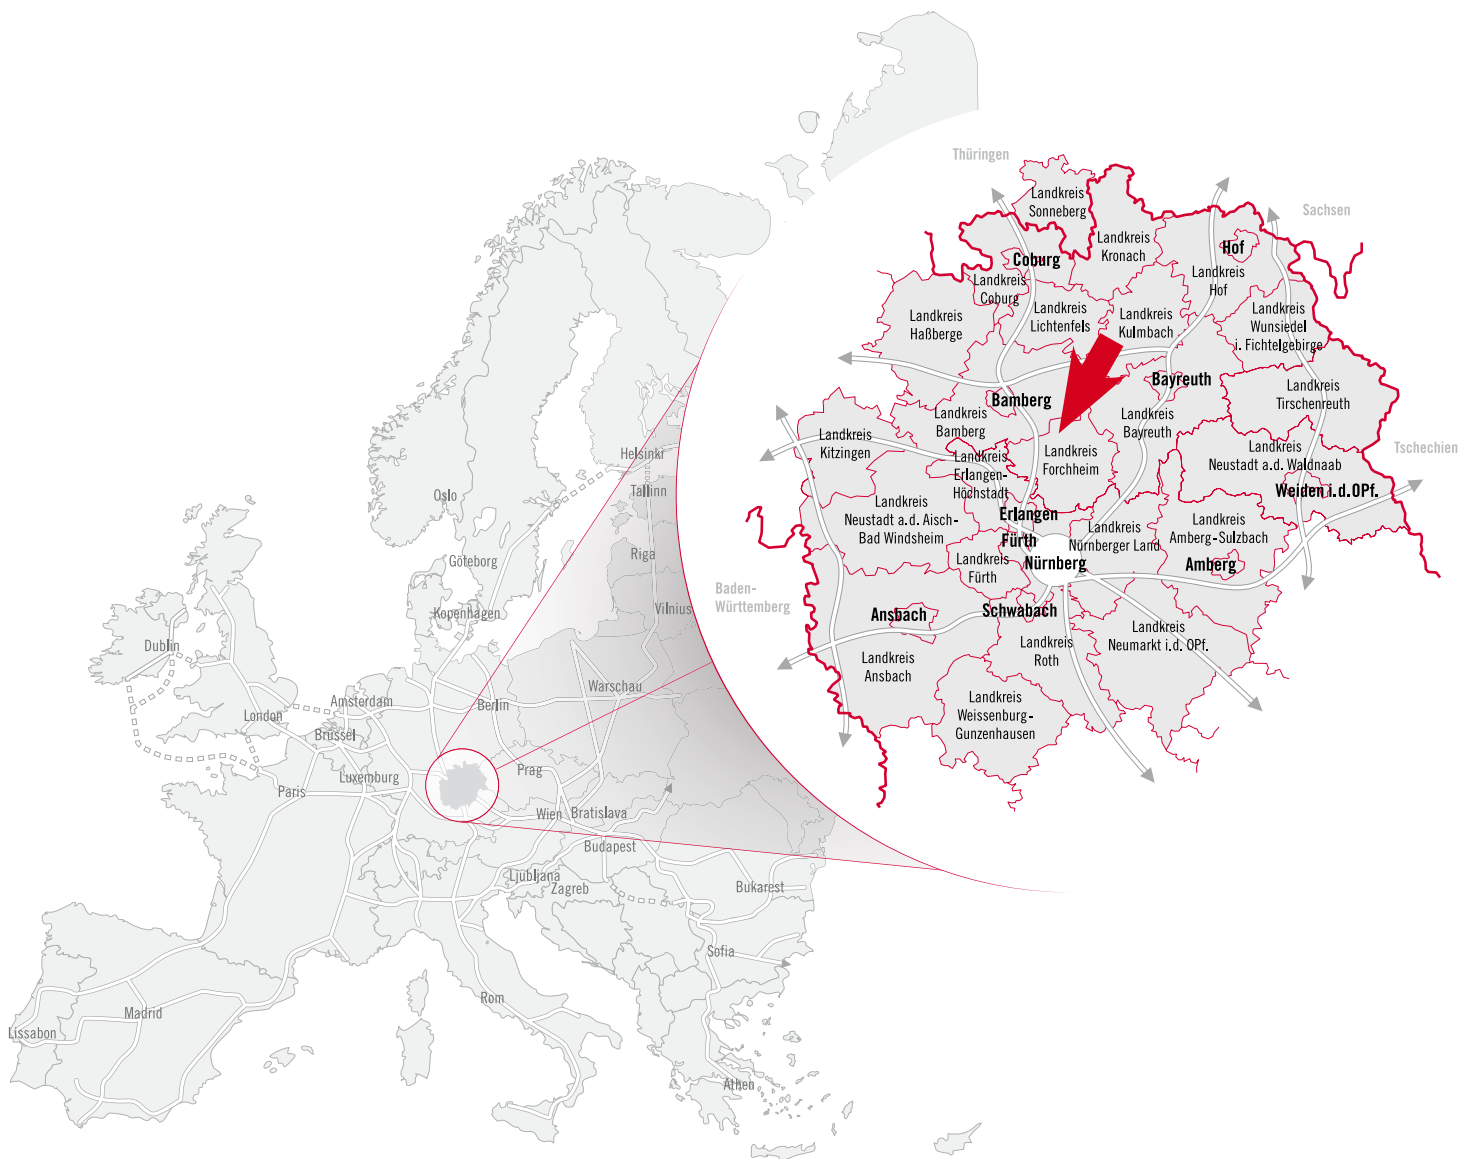 Thüringen
Sachsen
Tschechien
Baden-
Württemberg
Landkreis
Sonneberg
Landkreis
Kronach
Hof
Landkreis
Hof
Coburg
Landkreis
Coburg
Landkreis
Lichtenfels
Landkreis
Kulmbach
Landkreis
Wunsiedel
i. Fichtelgebirge
Landkreis
Haßberge
Bayreuth
Landkreis
Bayreuth
Landkreis
Tirschenreuth
Bamberg
Landkreis
Bamberg
Landkreis
Kitzingen
Landkreis
Forchheim
Landkreis
Erlangen-
Höchstadt
Landkreis
Neustadt a.d. Waldnaab
Weiden i.d.OPf.
Landkreis
Neustadt a.d. Aisch-
Bad Windsheim
Erlangen
Fürth
Nürnberg
Landkreis
Nürnberger Land
Landkreis
Amberg-Sulzbach
Amberg
Landkreis
Fürth
Ansbach
Schwabach
Landkreis
Ansbach
Landkreis
Roth
Landkreis
Neumarkt i.d. OPf.
Landkreis
Weissenburg-
Gunzenhausen
Helsinki
Tallinn
Oslo
Riga
Göteborg
Kopenhagen
Vilnius
Dublin
Warschau
Amsterdam
Berlin
London
Brüssel
Luxemburg
Prag
Paris
Wien
Bratislava
Budapest
Ljubljana
Zagreb
Bukarest
Sofia
Rom
Madrid
Lissabon
Athen